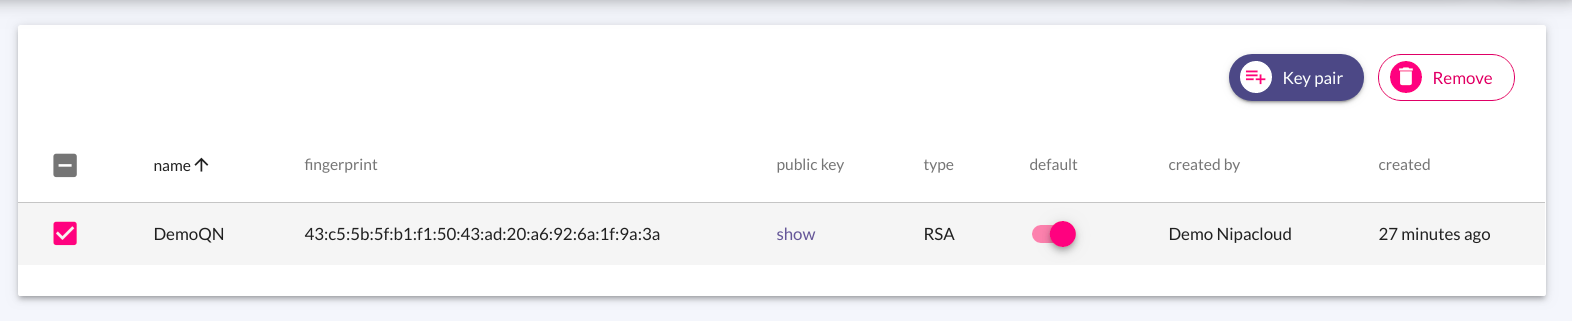 Key pair Remove
name fingerprint public key type default created by created
DemoQN 43:c5:5b:5f:b1:f1:50:43:ad:20:a6:92:6a:1f:9a:3a show RSA Demo Nipacloud 27 minutes ago